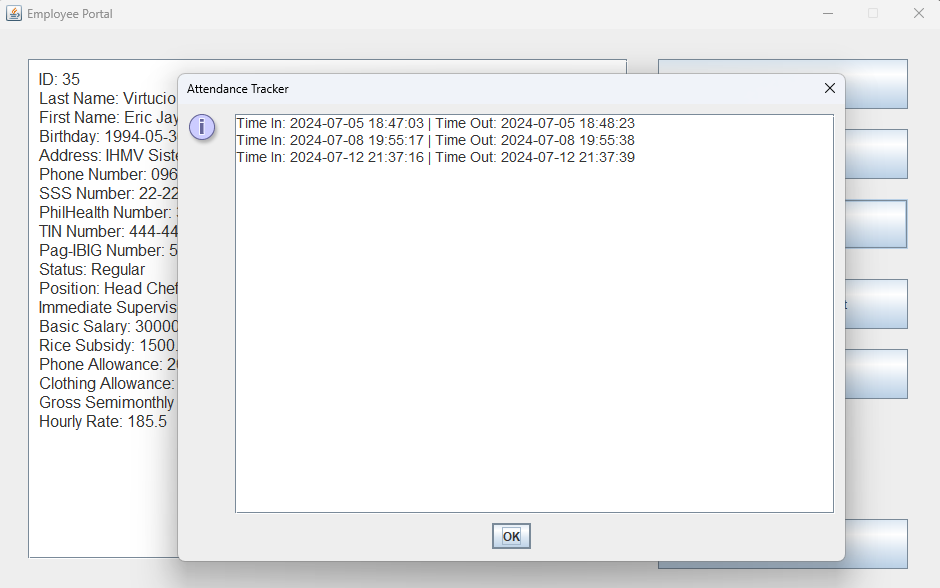 Employee Portal
ID: 35
Last Name: Virtucio
First Name: Eric Jay
Birthday: 1994-05-3
Address: IHMV Siste
Phone Number: 096
SSS Number: 22-22
PhilHealth Number:
TIN Number: 444-44
Pag-IBIG Number: 5
Status: Regular
Position: Head Chef
Immediate Supervis
Basic Salary: 30000
Rice Subsidy: 1500.
Phone Allowance: 20
Clothing Allowance:
Gross Semimonthly
Hourly Rate: 185.5
Attendance Tracker
Time In: 2024-07-05 18:47:03 | Time Out: 2024-07-05 18:48:23
Time In: 2024-07-08 19:55:17 | Time Out: 2024-07-08 19:55:38
Time In: 2024-07-12 21:37:16 | Time Out: 2024-07-12 21:37:39
OK